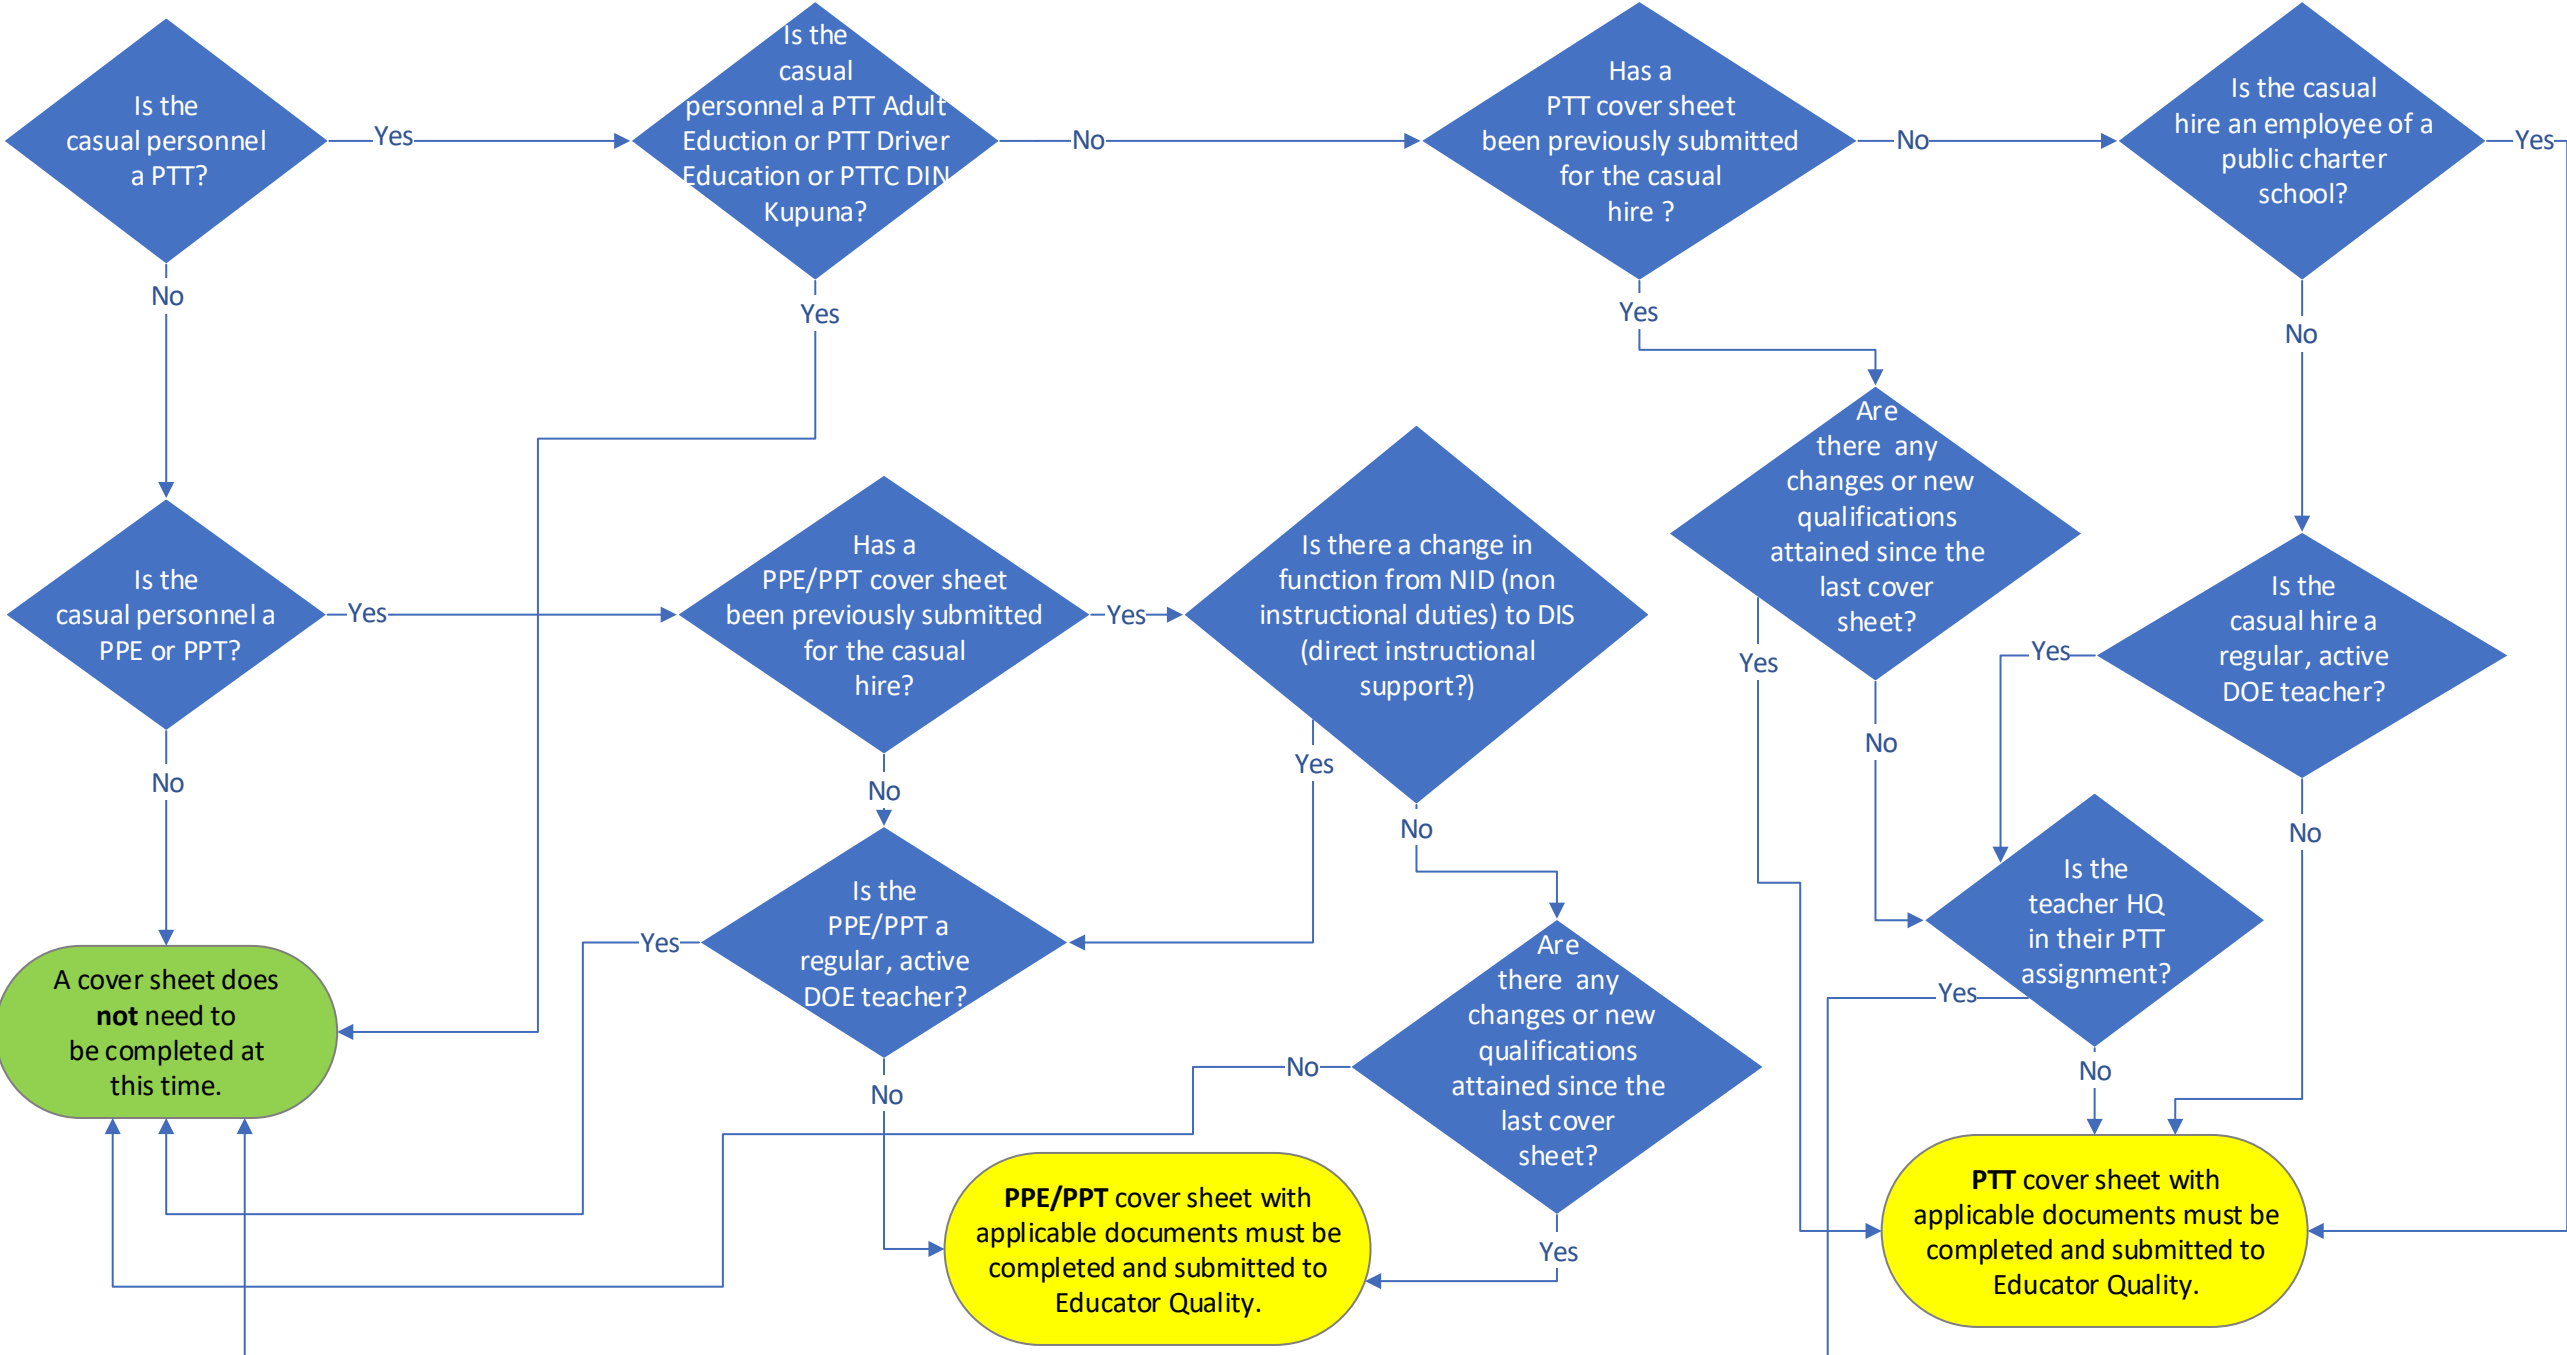 Is the
casual personnel
a PTT?
Yes
Is the
casual
personnel a PTT Adult
Eduction or PTT Driver
Education or PTTC DIN
Kupuna?
No
Has a
PTT cover sheet
been previously submitted
for the casual
hire ?
No
Is the casual
hire an employee of a
public charter
school?
Yes
No
Yes
Yes
No
Are
there any
changes or new
qualifications
attained since the
last cover
sheet?
Yes
No
Is the
casual personnel a
PPE or PPT?
Yes
Has a
PPE/PPT cover sheet
been previously submitted
for the casual
hire?
Yes
Is there a change in
function from NID (non
instructional duties) to DIS
(direct instructional
support?)
Is the
casual hire a
regular, active
DOE teacher?
Yes
No
No
No
Yes
No
Is the
PPE/PPT a
regular, active
DOE teacher?
Yes
No
Are
there any
changes or new
qualifications
attained since the
last cover
sheet?
No
Yes
Is the
teacher HQ
in their PTT
assignment?
Yes
No
A cover sheet does
not need to
be completed at
this time.
PPE/PPT cover sheet with
applicable documents must be
completed and submitted to
Educator Quality.
PTT cover sheet with
applicable documents must be
completed and submitted to
Educator Quality.